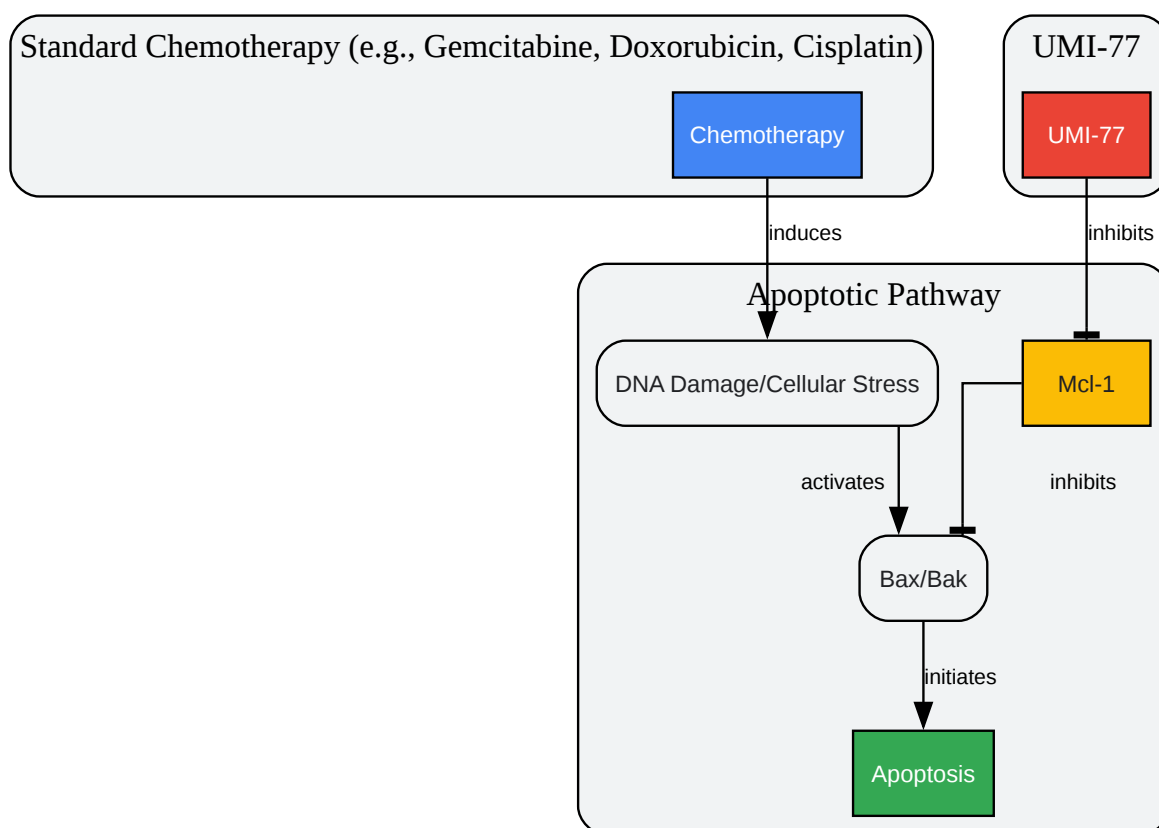 Standard Chemotherapy (e.g., Gemcitabine, Doxorubicin, Cisplatin)
UMI-77
Chemotherapy
UMI-77
induces
inhibits
Apoptotic Pathway
DNA Damage/Cellular Stress
Mcl-1
activates
inhibits
Bax/Bak
initiates
Apoptosis